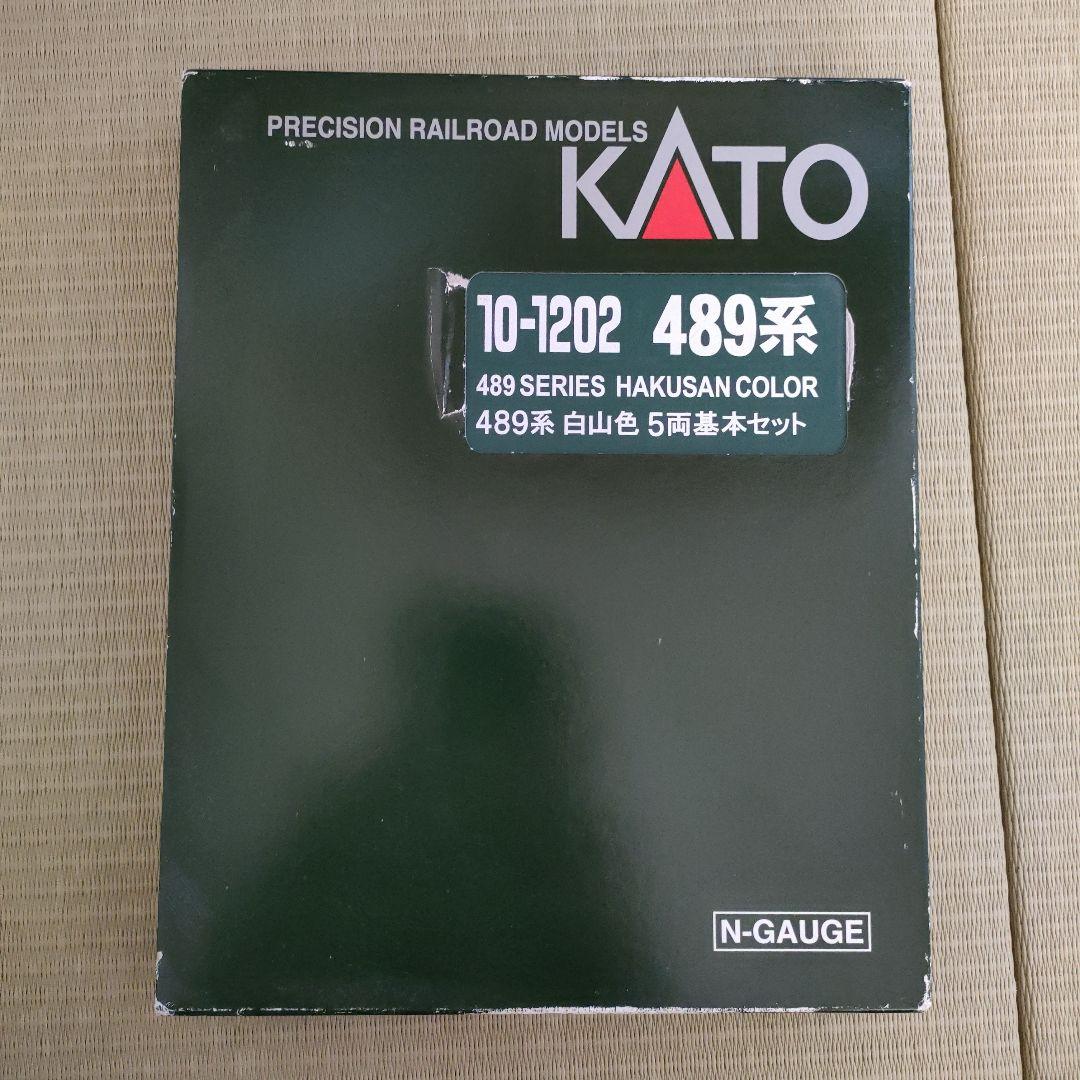 PRECISION RAILROAD MODELS
KATO
10-1202 489系
489 SERIES HAKUSAN COLOR
489系 白山色 5両基本セット
N-GAUGE